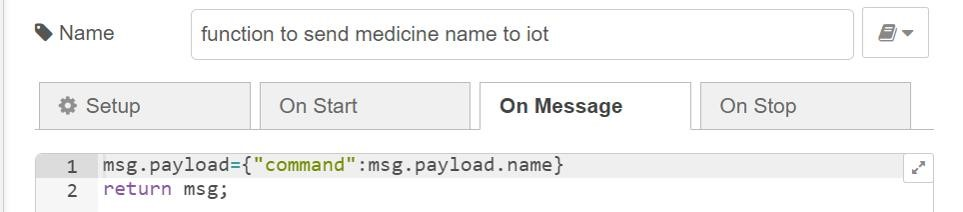 Name
function to send medicine name to iot
Setup
On Start
On Message
On Stop
1 msg.payload={"command":msg.payload.name}
2 return msg;